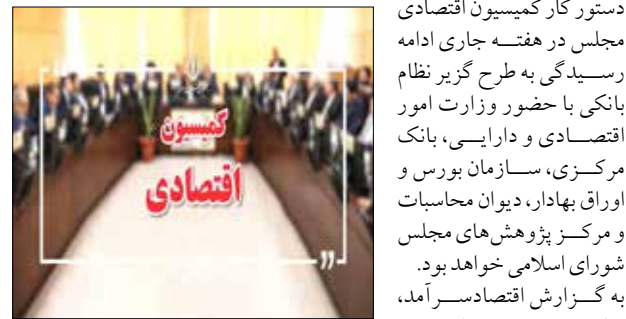 دستور کار کمیسیون اقتصادی
مجلس در هفته جاری ادامه
رسیدگی به طرح گزیر نظام
بانکی با حضور وزارت امور
اقتصادی و دارایی، بانک
مرکزی، سازمان بورس و
اوراق بهادار، دیوان محاسبات
و مرکز پژوهش‌های مجلس
شورای اسلامی خواهد بود.
به گزارش اقتصادسرآمد،
کمیسیون
اقتصادی